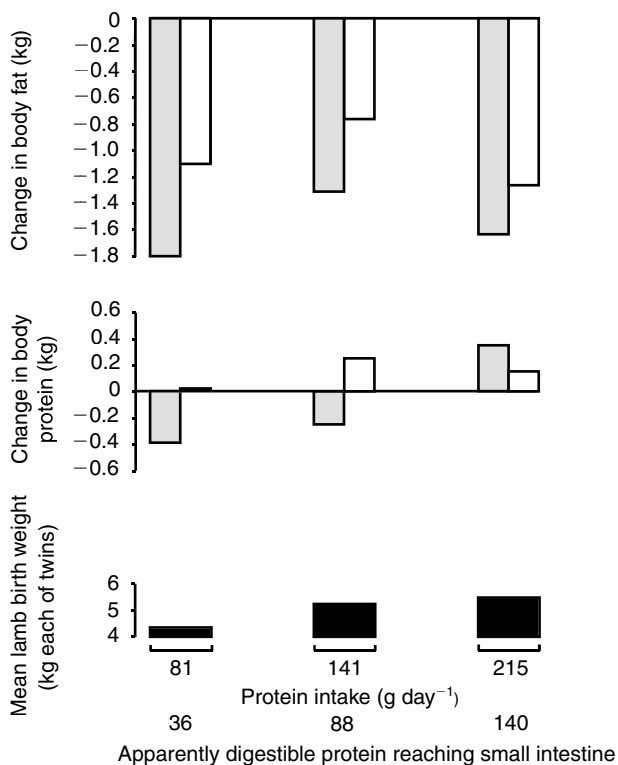 Change in body fat (kg)
0
−0.2
−0.4
−0.6
−0.8
−1.0
−1.2
−1.4
−1.6
−1.8
Change in body
protein (kg)
0.6
0.4
0.2
0
−0.2
−0.4
−0.6
Mean lamb birth weight
(kg each of twins)
6
5
4
81 141 215
Protein intake (g day⁻¹)
36 88 140
Apparently digestible protein reaching small intestine